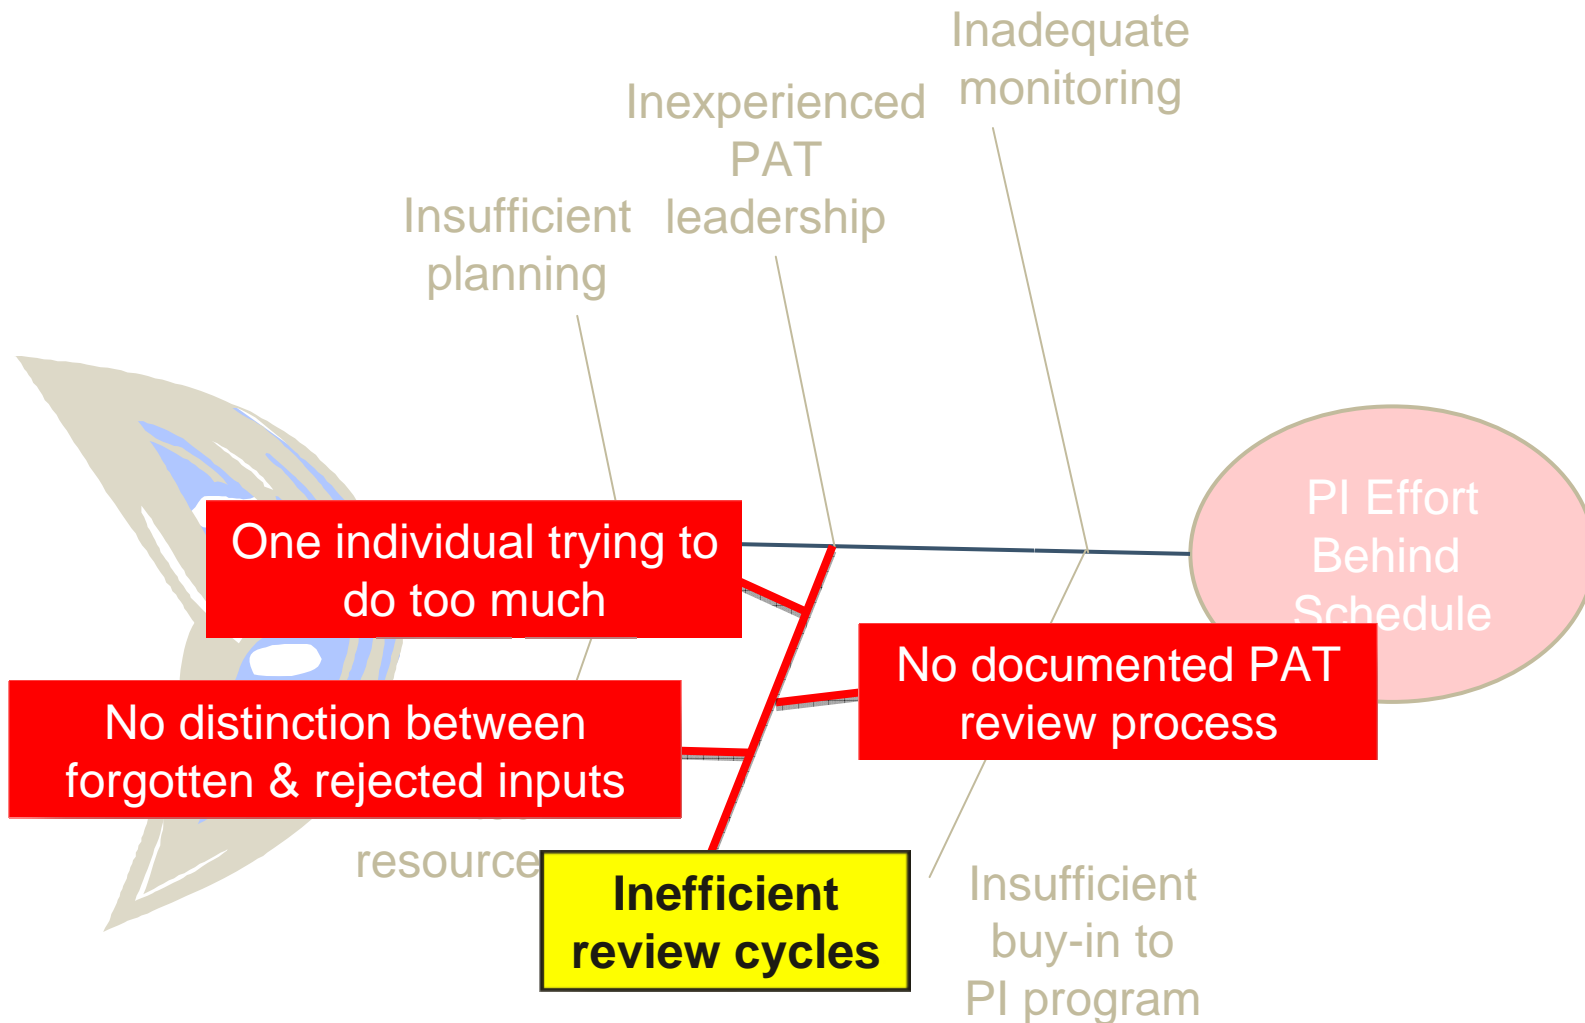 Inadequate
monitoring
Inexperienced
PAT
leadership
Insufficient
planning
PI Effort
Behind
Schedule
One individual trying to
do too much
No documented PAT
review process
No distinction between
forgotten & rejected inputs
resource
Inefficient
review cycles
Insufficient
buy-in to
PI program